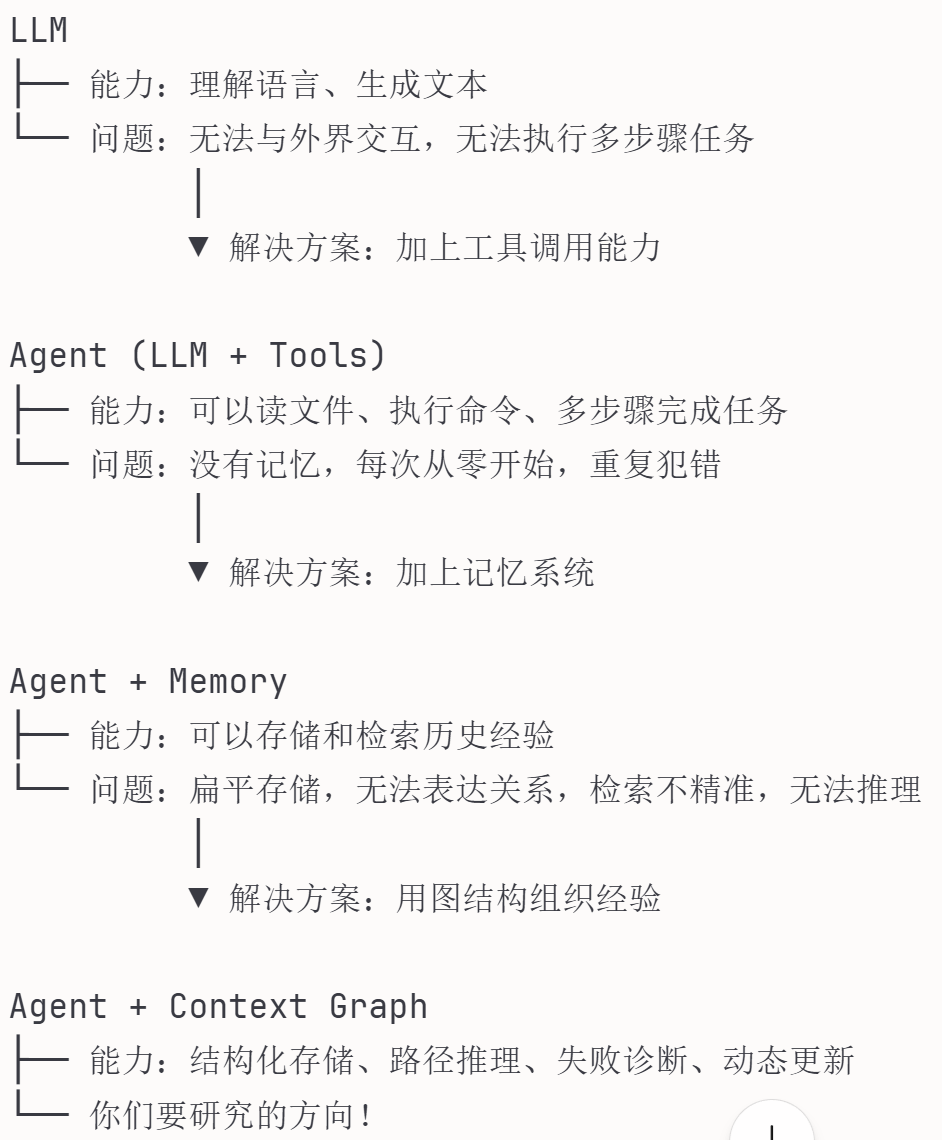 LLM
├── 能力：理解语言、生成文本
└── 问题：无法与外界交互，无法执行多步骤任务
│
▼ 解决方案：加上工具调用能力
Agent (LLM + Tools)
├── 能力：可以读文件、执行命令、多步骤完成任务
└── 问题：没有记忆，每次从零开始，重复犯错
│
▼ 解决方案：加上记忆系统
Agent + Memory
├── 能力：可以存储和检索历史经验
└── 问题：扁平存储，无法表达关系，检索不精准，无法推理
│
▼ 解决方案：用图结构组织经验
Agent + Context Graph
├── 能力：结构化存储、路径推理、失败诊断、动态更新
└── 你们要研究的方向！